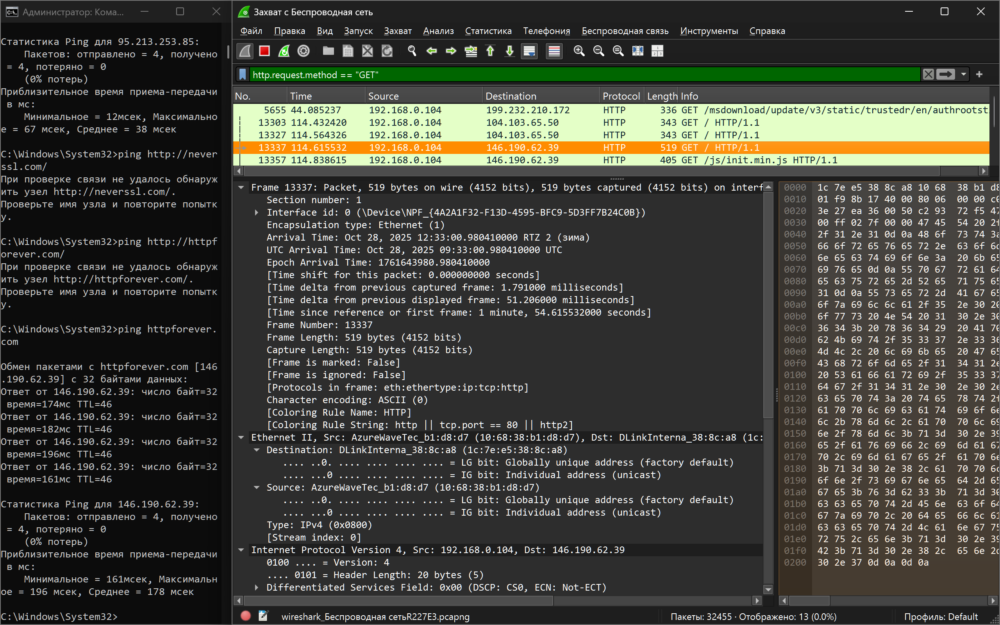 Администратор: Кома...
Статистика Ping для 95.213.253.85:
    Пакетов: отправлено = 4, получено
 = 4, потеряно = 0
    (0% потерь)
Приблизительное время приема-передачи
 в мс:
    Минимальное = 12мсек, Максимально
е = 67 мсек, Среднее = 38 мсек
C:\Windows\System32>ping http://never
ssl.com/
При проверке связи не удалось обнаруж
ить узел http://neverssl.com/.
Проверьте имя узла и повторите попытк
у.
C:\Windows\System32>ping http://httpf
orever.com/
При проверке связи не удалось обнаруж
ить узел http://httpforever.com/.
Проверьте имя узла и повторите попытк
у.
C:\Windows\System32>ping httpforever.
com
Обмен пакетами с httpforever.com [146
.190.62.39] с 32 байтами данных:
Ответ от 146.190.62.39: число байт=32
 время=174мс TTL=46
Ответ от 146.190.62.39: число байт=32
 время=182мс TTL=46
Ответ от 146.190.62.39: число байт=32
 время=196мс TTL=46
Ответ от 146.190.62.39: число байт=32
 время=161мс TTL=46
Статистика Ping для 146.190.62.39:
    Пакетов: отправлено = 4, получено
 = 4, потеряно = 0
    (0% потерь)
Приблизительное время приема-передачи
 в мс:
    Минимальное = 161мсек, Максимальн
ое = 196 мсек, Среднее = 178 мсек
C:\Windows\System32>
Захват с Беспроводная сеть
Файл Правка Вид Запуск Захват Анализ Статистика Телефония Беспроводная связь Инструменты Справка
http.request.method == "GET"
No. Time Source Destination Protocol Length Info
5655 44.085237 192.168.0.104 199.232.210.172 HTTP 336 GET /msdownload/update/v3/static/trustedr/en/authrootst
13303 114.432420 192.168.0.104 104.103.65.50 HTTP 343 GET / HTTP/1.1
13327 114.564326 192.168.0.104 104.103.65.50 HTTP 343 GET / HTTP/1.1
13337 114.615532 192.168.0.104 146.190.62.39 HTTP 519 GET / HTTP/1.1
13357 114.838615 192.168.0.104 146.190.62.39 HTTP 405 GET /js/init.min.js HTTP/1.1
Frame 13337: Packet, 519 bytes on wire (4152 bits), 519 bytes captured (4152 bits) on interf
Section number: 1
Interface id: 0 (\Device\NPF_{4A2A1F32-F13D-4595-BFC9-5D3FF7B24C0B})
Encapsulation type: Ethernet (1)
Arrival Time: Oct 28, 2025 12:33:00.980410000 RTZ 2 (зима)
UTC Arrival Time: Oct 28, 2025 09:33:00.980410000 UTC
Epoch Arrival Time: 1761643980.980410000
[Time shift for this packet: 0.000000000 seconds]
[Time delta from previous captured frame: 1.791000 milliseconds]
[Time delta from previous displayed frame: 51.206000 milliseconds]
[Time since reference or first frame: 1 minute, 54.615532000 seconds]
Frame Number: 13337
Frame Length: 519 bytes (4152 bits)
Capture Length: 519 bytes (4152 bits)
[Frame is marked: False]
[Frame is ignored: False]
[Protocols in frame: eth:ethertype:ip:tcp:http]
Character encoding: ASCII (0)
[Coloring Rule Name: HTTP]
[Coloring Rule String: http || tcp.port == 80 || http2]
Ethernet II, Src: AzureWaveTec_b1:d8:d7 (10:68:38:b1:d8:d7), Dst: DLinkInterna_38:8c:a8 (1c:
Destination: DLinkInterna_38:8c:a8 (1c:7e:e5:38:8c:a8)
.... ..0. .... .... .... .... = LG bit: Globally unique address (factory default)
.... ...0 .... .... .... .... = IG bit: Individual address (unicast)
Source: AzureWaveTec_b1:d8:d7 (10:68:38:b1:d8:d7)
.... ..0. .... .... .... .... = LG bit: Globally unique address (factory default)
.... ...0 .... .... .... .... = IG bit: Individual address (unicast)
Type: IPv4 (0x0800)
[Stream index: 0]
Internet Protocol Version 4, Src: 192.168.0.104, Dst: 146.190.62.39
0100 .... = Version: 4
.... 0101 = Header Length: 20 bytes (5)
Differentiated Services Field: 0x00 (DSCP: CS0, ECN: Not-ECT)
0000 1c 7e e5 38 8c a8 10 68 38 b1 d8
0010 01 f9 8b 17 40 00 80 06 00 00 c0
0020 3e 27 ea 36 00 50 c2 93 72 f5 47
0030 00 ff 02 7f 00 00 47 45 54 20 2f
0040 2f 31 2e 31 0d 0a 48 6f 73 74 3a
0050 66 6f 72 65 76 65 72 2e 63 6f 6d
0060 6e 65 63 74 69 6f 6e 3a 20 6b 65
0070 69 76 65 0d 0a 55 70 67 72 61 64
0080 65 63 75 72 65 2d 52 65 71 75 65
0090 31 0d 0a 55 73 65 72 2d 41 67 65
00a0 6f 7a 69 6c 6c 61 2f 35 2e 30 20
00b0 6f 77 73 20 4e 54 20 31 30 2e 30
00c0 36 34 3b 20 78 36 34 29 20 41 70
00d0 62 4b 69 74 2f 35 33 37 2e 33 36
00e0 4d 4c 2c 20 6c 69 6b 65 20 47 65
00f0 43 68 72 6f 6d 65 2f 31 34 31 2e
0100 20 53 61 66 61 72 69 2f 35 33 37
0110 64 67 2f 31 34 31 2e 30 2e 30 2e
0120 63 65 70 74 3a 20 74 65 78 74 2f
0130 61 70 70 6c 69 63 61 74 69 6f 6e
0140 6c 2b 78 6d 6c 2c 61 70 70 6c 69
0150 6e 2f 78 6d 6c 3b 71 3d 30 2e 39
0160 65 2f 61 76 69 66 2c 69 6d 61 67
0170 70 2c 69 6d 61 67 65 2f 61 70 6e
0180 3b 71 3d 30 2e 38 2c 61 70 70 6c
0190 6f 6e 2f 73 69 67 6e 65 64 2d 65
01a0 67 65 3b 76 3d 62 33 3b 71 3d 30
01b0 63 63 65 70 74 2d 45 6e 63 6f 64
01c0 67 7a 69 70 2c 20 64 65 66 6c 61
01d0 63 63 65 70 74 2d 4c 61 6e 67 75
01e0 72 75 2c 65 6e 3b 71 3d 30 2e 39
01f0 42 3b 71 3d 30 2e 38 2c 65 6e 2d
0200 30 2e 37 0d 0a 0d 0a
wireshark_Беспроводная сетьR227E3.pcapng
Пакеты: 32455 · Отображено: 13 (0.0%)
Профиль: Default